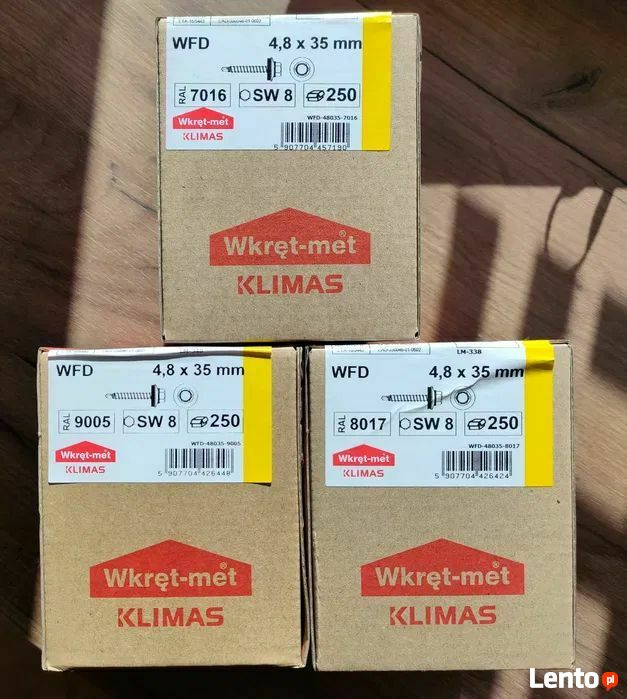 WFD 4,8 x 35 mm
RAL 7016 SW 8 250
WFD-48035-7016
Wkręt-met
KLIMAS
5 907704 457190
Wkręt-met®
KLIMAS
WFD 4,8 x 35 mm
RAL 9005 SW 8 250
WFD-48035-9005
Wkręt-met
KLIMAS
5 907704 426448
Wkręt-met®
KLIMAS
LM-338
WFD 4,8 x 35 mm
RAL 8017 SW 8 250
WFD-48035-8017
Wkręt-met
KLIMAS
5 907704 426424
Wkręt-met®
KLIMAS
Lento pl